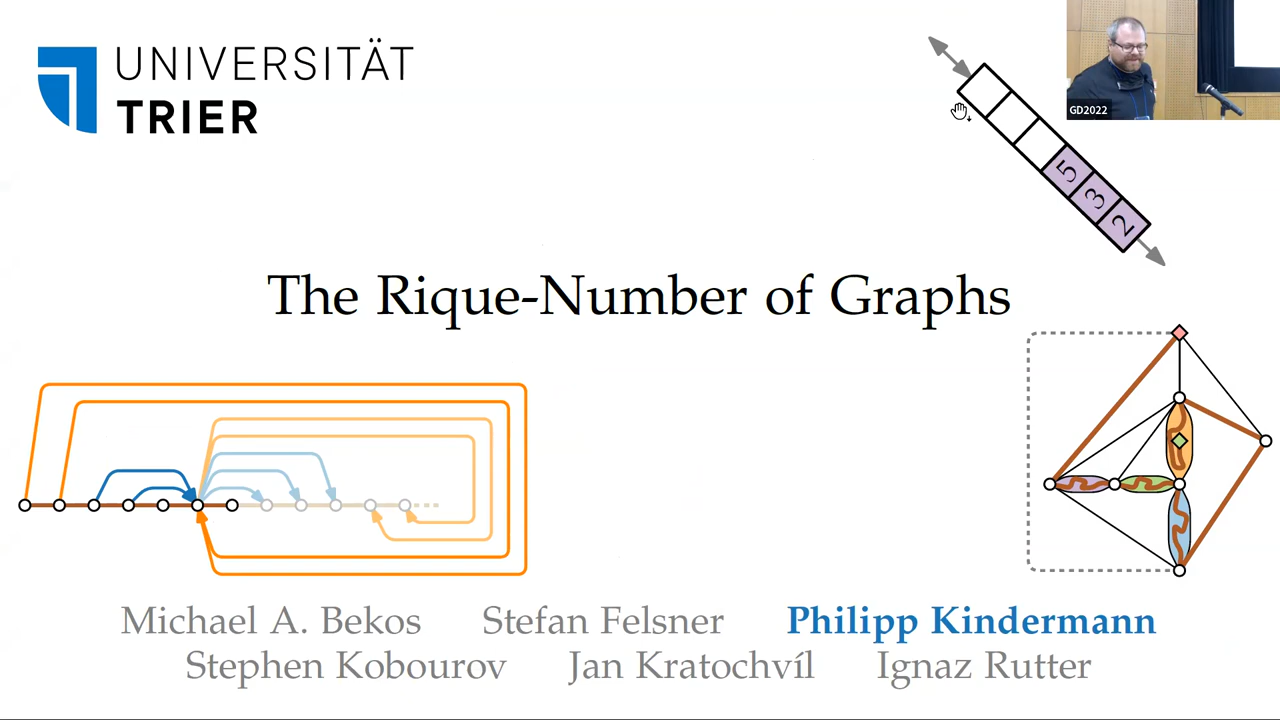 UNIVERSITÄT
TRIER
GD2022
5
3
2
The Rique-Number of Graphs
Michael A. Bekos Stefan Felsner Philipp Kindermann
Stephen Kobourov Jan Kratochvíl Ignaz Rutter